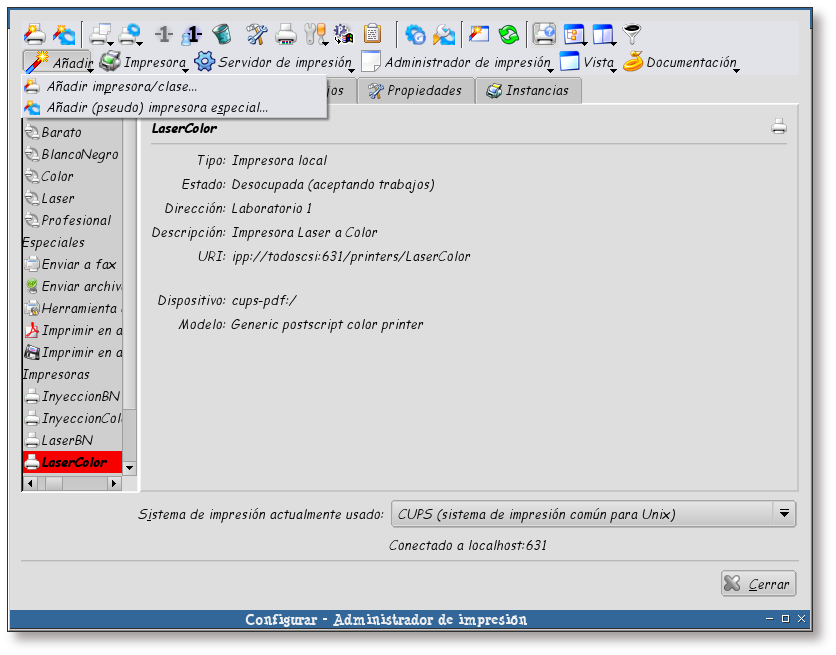 -1-
1
Añadir Impresora Servidor de impresión Administrador de impresión Vista Documentación
Añadir impresora/clase...
Añadir (pseudo) impresora especial...
jos Propiedades Instancias
Barato
BlancoNegro
Color
Laser
Profesional
Especiales
Enviar a fax
Enviar archiv
Herramienta
Imprimir en a
Imprimir en a
Impresoras
InyeccionBN
InyeccionCol
LaserBN
LaserColor
LaserColor
Tipo: Impresora local
Estado: Desocupada (aceptando trabajos)
Dirección: Laboratorio 1
Descripción: Impresora Laser a Color
URI: ipp://todoscsi:631/printers/LaserColor
Dispositivo: cups-pdf:/
Modelo: Generic postscript color printer
Sistema de impresión actualmente usado: CUPS (sistema de impresión común para Unix)
Conectado a localhost:631
Cerrar
Configurar - Administrador de impresión